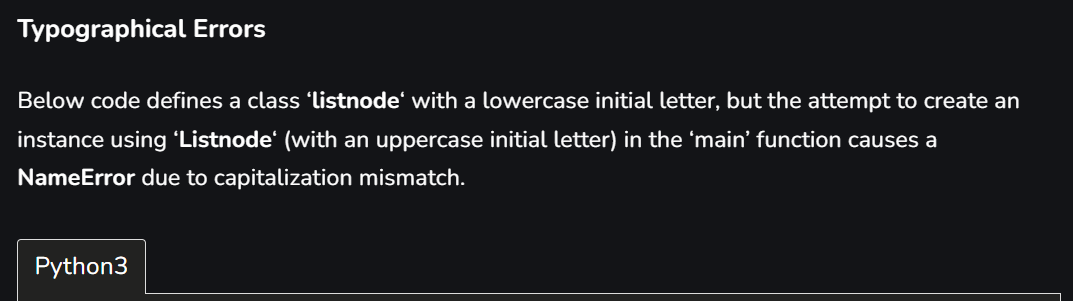 Typographical Errors
Below code defines a class ‘listnode‘ with a lowercase initial letter, but the attempt to create an
instance using ‘Listnode‘ (with an uppercase initial letter) in the ‘main’ function causes a
NameError due to capitalization mismatch.
Python3